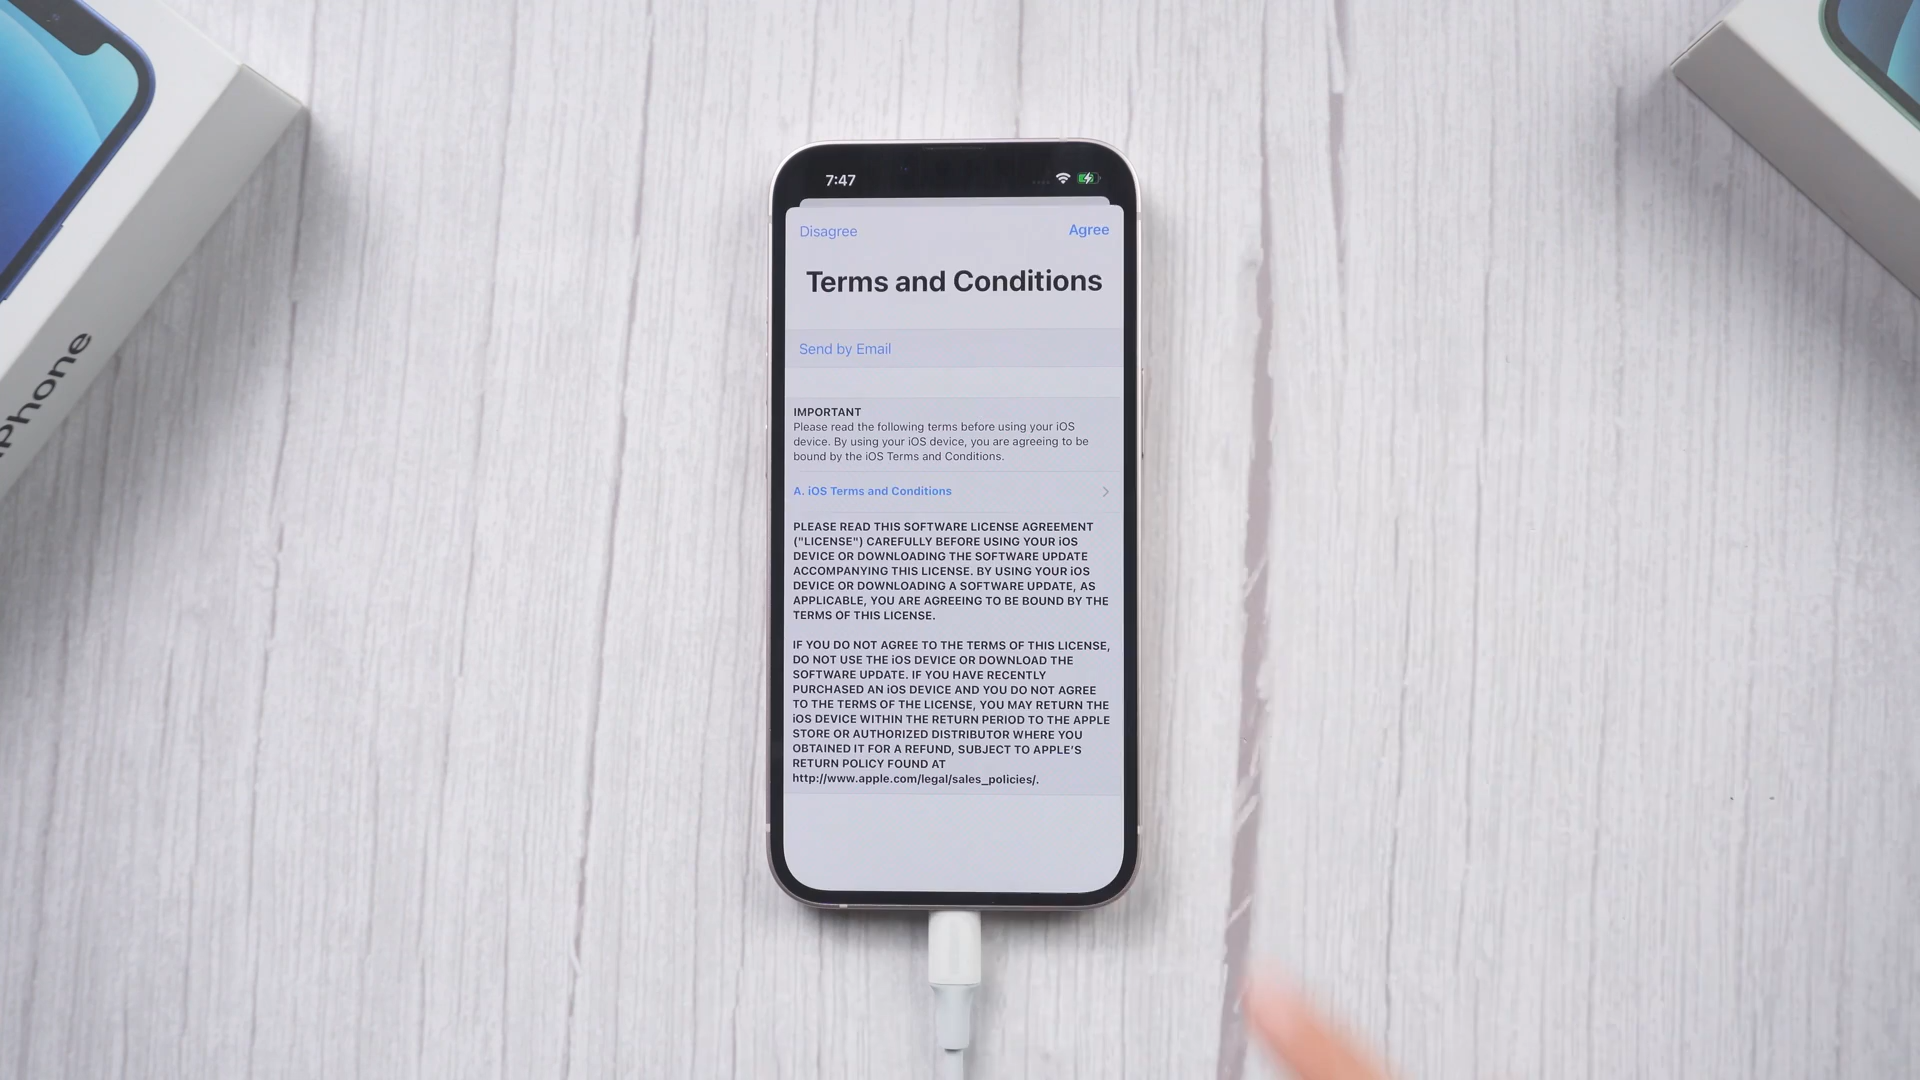 iPhone
7:47
Disagree
Agree
Terms and Conditions
Send by Email
IMPORTANT
Please read the following terms before using your iOS
device. By using your iOS device, you are agreeing to be
bound by the iOS Terms and Conditions.
A. iOS Terms and Conditions
PLEASE READ THIS SOFTWARE LICENSE AGREEMENT
("LICENSE") CAREFULLY BEFORE USING YOUR iOS
DEVICE OR DOWNLOADING THE SOFTWARE UPDATE
ACCOMPANYING THIS LICENSE. BY USING YOUR iOS
DEVICE OR DOWNLOADING A SOFTWARE UPDATE, AS
APPLICABLE, YOU ARE AGREEING TO BE BOUND BY THE
TERMS OF THIS LICENSE.
IF YOU DO NOT AGREE TO THE TERMS OF THIS LICENSE,
DO NOT USE THE iOS DEVICE OR DOWNLOAD THE
SOFTWARE UPDATE. IF YOU HAVE RECENTLY
PURCHASED AN iOS DEVICE AND YOU DO NOT AGREE
TO THE TERMS OF THE LICENSE, YOU MAY RETURN THE
iOS DEVICE WITHIN THE RETURN PERIOD TO THE APPLE
STORE OR AUTHORIZED DISTRIBUTOR WHERE YOU
OBTAINED IT FOR A REFUND, SUBJECT TO APPLE’S
RETURN POLICY FOUND AT
http://www.apple.com/legal/sales_policies/.